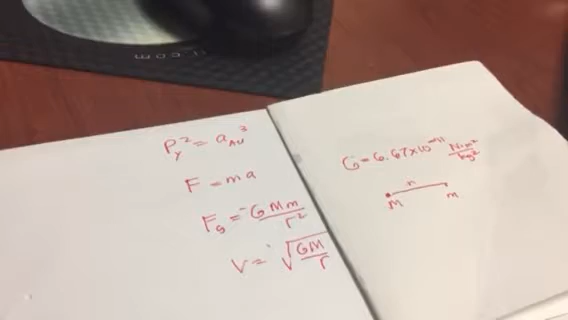 P_y² = a_AU³
F = ma
F_g = -GMm/r²
V = √(GM/r)
G = 6.67×10⁻¹¹ N·m²/kg²
r
M m